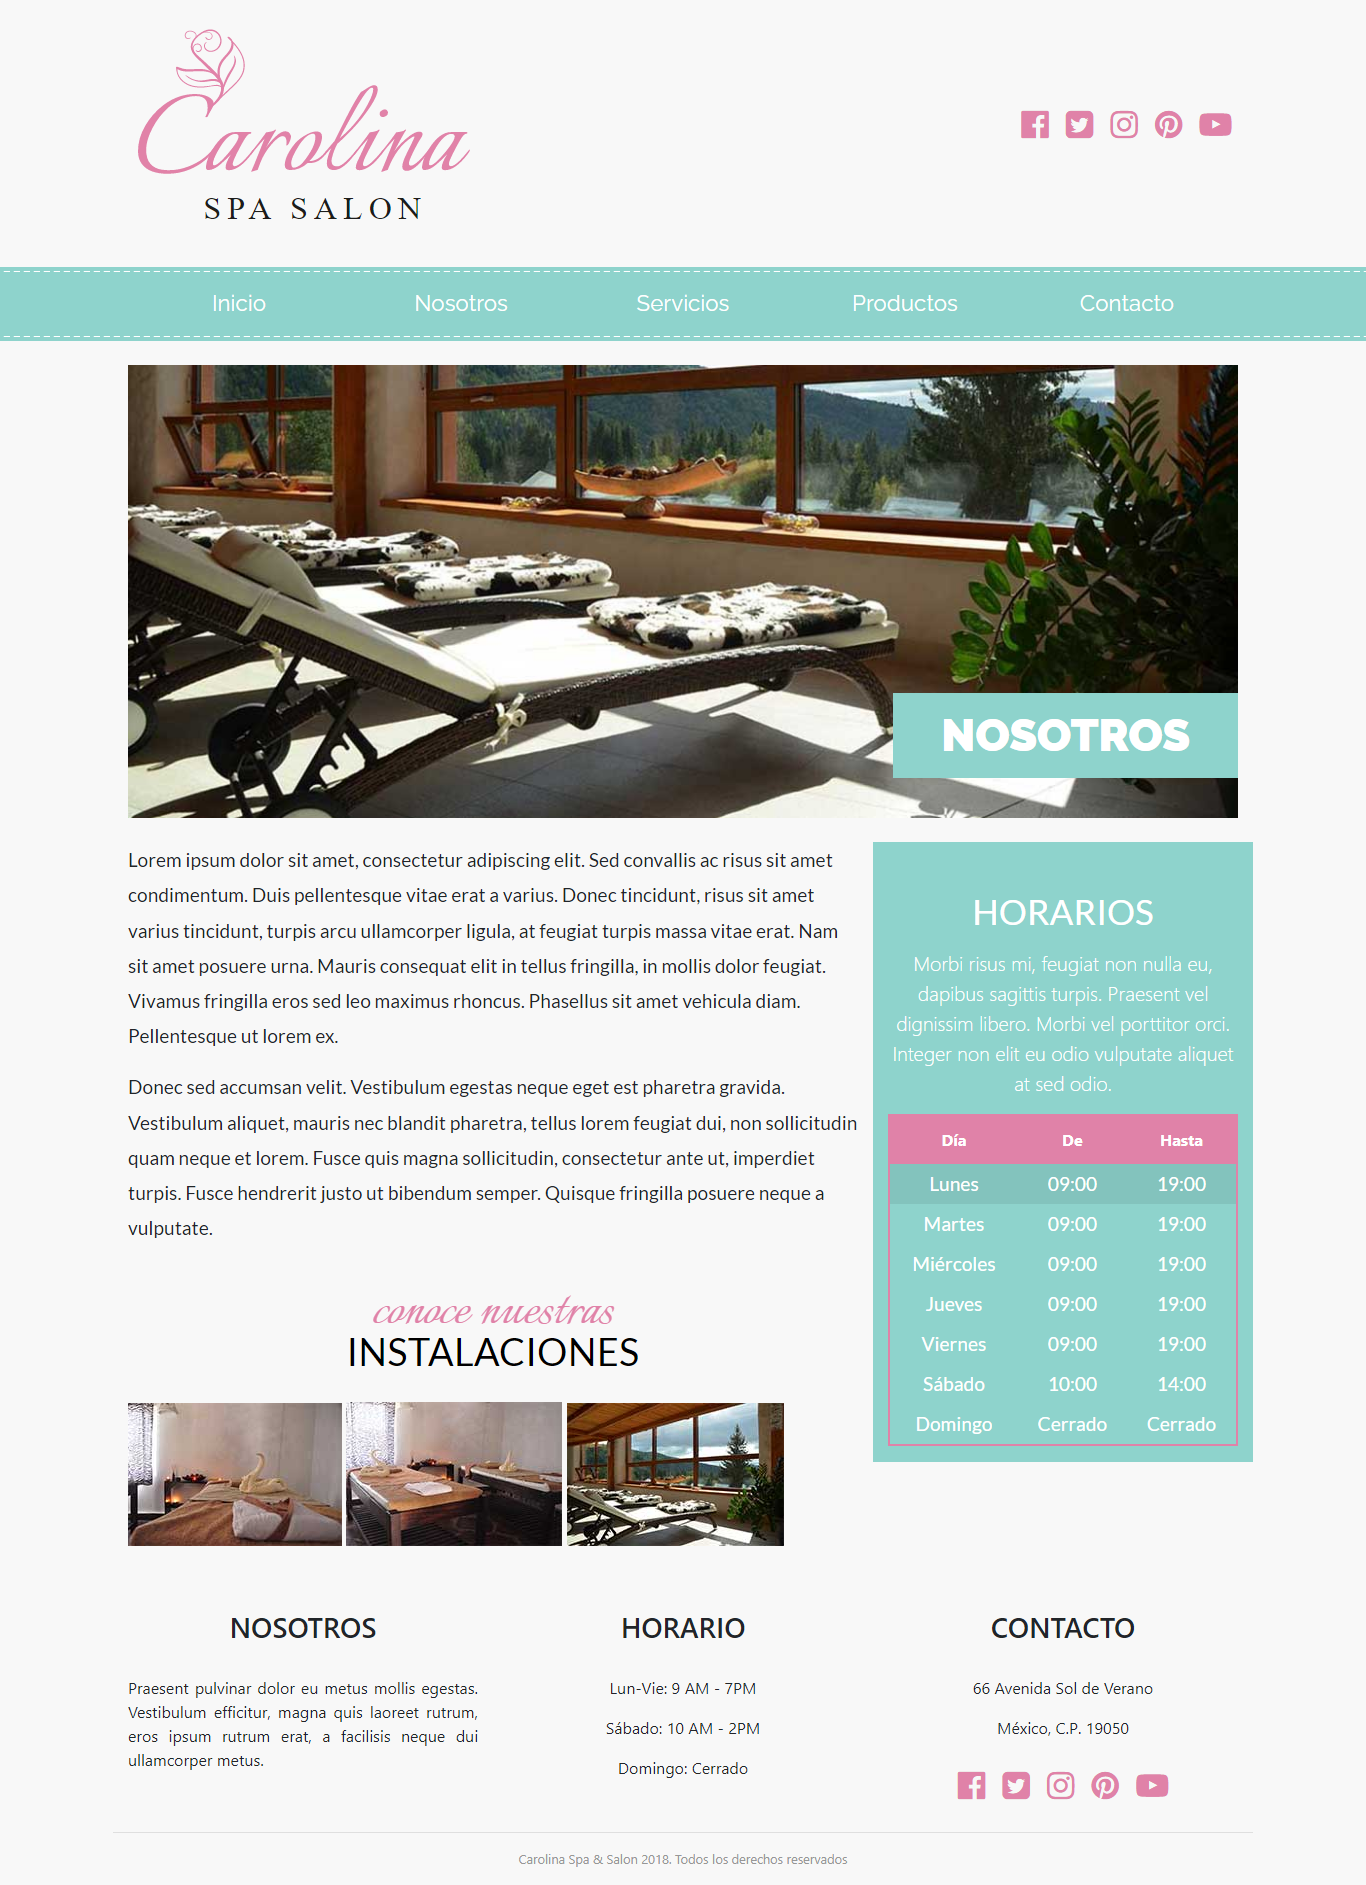 Carolina
SPA SALON
Inicio
Nosotros
Servicios
Productos
Contacto
NOSOTROS
Lorem ipsum dolor sit amet, consectetur adipiscing elit. Sed convallis ac risus sit amet
condimentum. Duis pellentesque vitae erat a varius. Donec tincidunt, risus sit amet
varius tincidunt, turpis arcu ullamcorper ligula, at feugiat turpis massa vitae erat. Nam
sit amet posuere urna. Mauris consequat elit in tellus fringilla, in mollis dolor feugiat.
Vivamus fringilla eros sed leo maximus rhoncus. Phasellus sit amet vehicula diam.
Pellentesque ut lorem ex.
Donec sed accumsan velit. Vestibulum egestas neque eget est pharetra gravida.
Vestibulum aliquet, mauris nec blandit pharetra, tellus lorem feugiat dui, non sollicitudin
quam neque et lorem. Fusce quis magna sollicitudin, consectetur ante ut, imperdiet
turpis. Fusce hendrerit justo ut bibendum semper. Quisque fringilla posuere neque a
vulputate.
conoce nuestras
INSTALACIONES
HORARIOS
Morbi risus mi, feugiat non nulla eu,
dapibus sagittis turpis. Praesent vel
dignissim libero. Morbi vel porttitor orci.
Integer non elit eu odio vulputate aliquet
at sed odio.
Día De Hasta
Lunes 09:00 19:00
Martes 09:00 19:00
Miércoles 09:00 19:00
Jueves 09:00 19:00
Viernes 09:00 19:00
Sábado 10:00 14:00
Domingo Cerrado Cerrado
NOSOTROS
Praesent pulvinar dolor eu metus mollis egestas.
Vestibulum efficitur, magna quis laoreet rutrum,
eros ipsum rutrum erat, a facilisis neque dui
ullamcorper metus.
HORARIO
Lun-Vie: 9 AM - 7PM
Sábado: 10 AM - 2PM
Domingo: Cerrado
CONTACTO
66 Avenida Sol de Verano
México, C.P. 19050
Carolina Spa & Salon 2018. Todos los derechos reservados